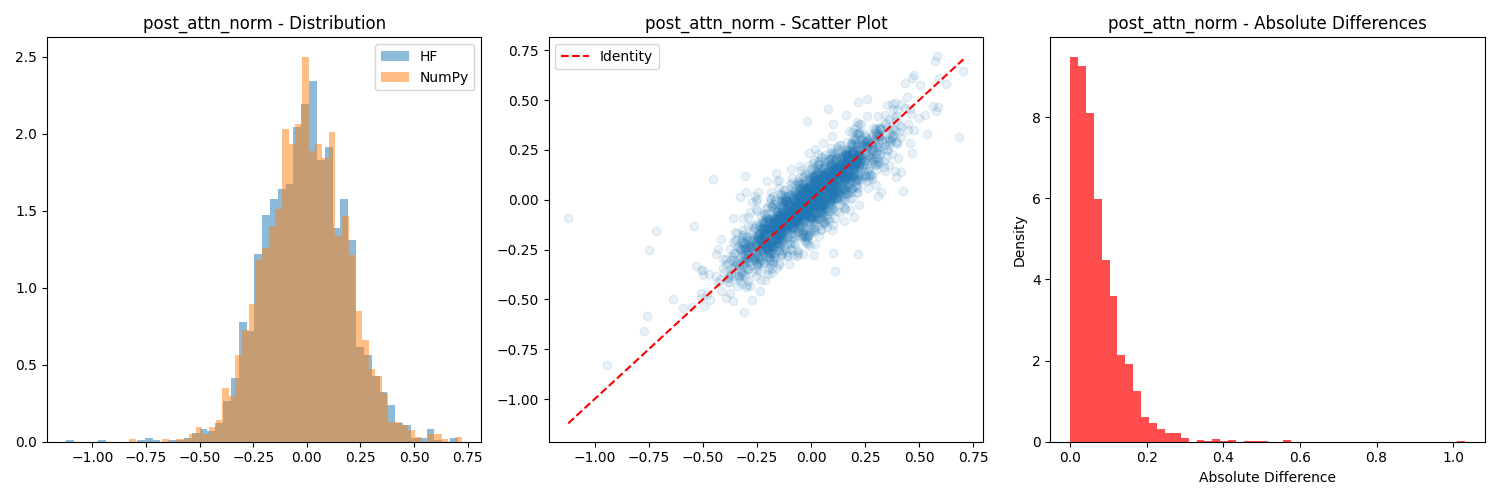 post_attn_norm - Distribution
HF
NumPy
2.5
2.0
1.5
1.0
0.5
0.0
−1.00 −0.75 −0.50 −0.25 0.00 0.25 0.50 0.75
post_attn_norm - Scatter Plot
Identity
0.75
0.50
0.25
0.00
−0.25
−0.50
−0.75
−1.00
−1.00 −0.75 −0.50 −0.25 0.00 0.25 0.50 0.75
post_attn_norm - Absolute Differences
Density
8
6
4
2
0
0.0 0.2 0.4 0.6 0.8 1.0
Absolute Difference